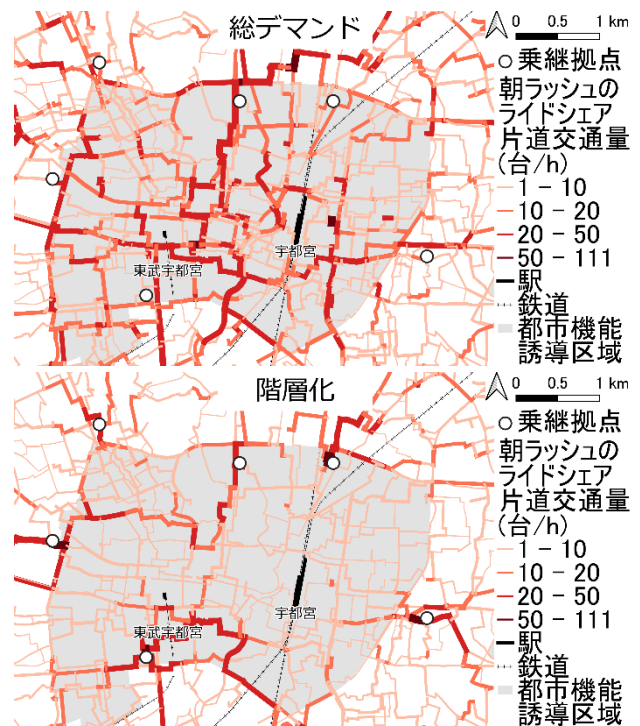 総デマンド
0 0.5 1 km
乗継拠点
朝ラッシュの
ライドシェア
片道交通量
(台/h)
1 - 10
10 - 20
20 - 50
50 - 111
駅
鉄道
都市機能
誘導区域
宇都宮
東武宇都宮
階層化
0 0.5 1 km
乗継拠点
朝ラッシュの
ライドシェア
片道交通量
(台/h)
1 - 10
10 - 20
20 - 50
50 - 111
駅
鉄道
都市機能
誘導区域
宇都宮
東武宇都宮